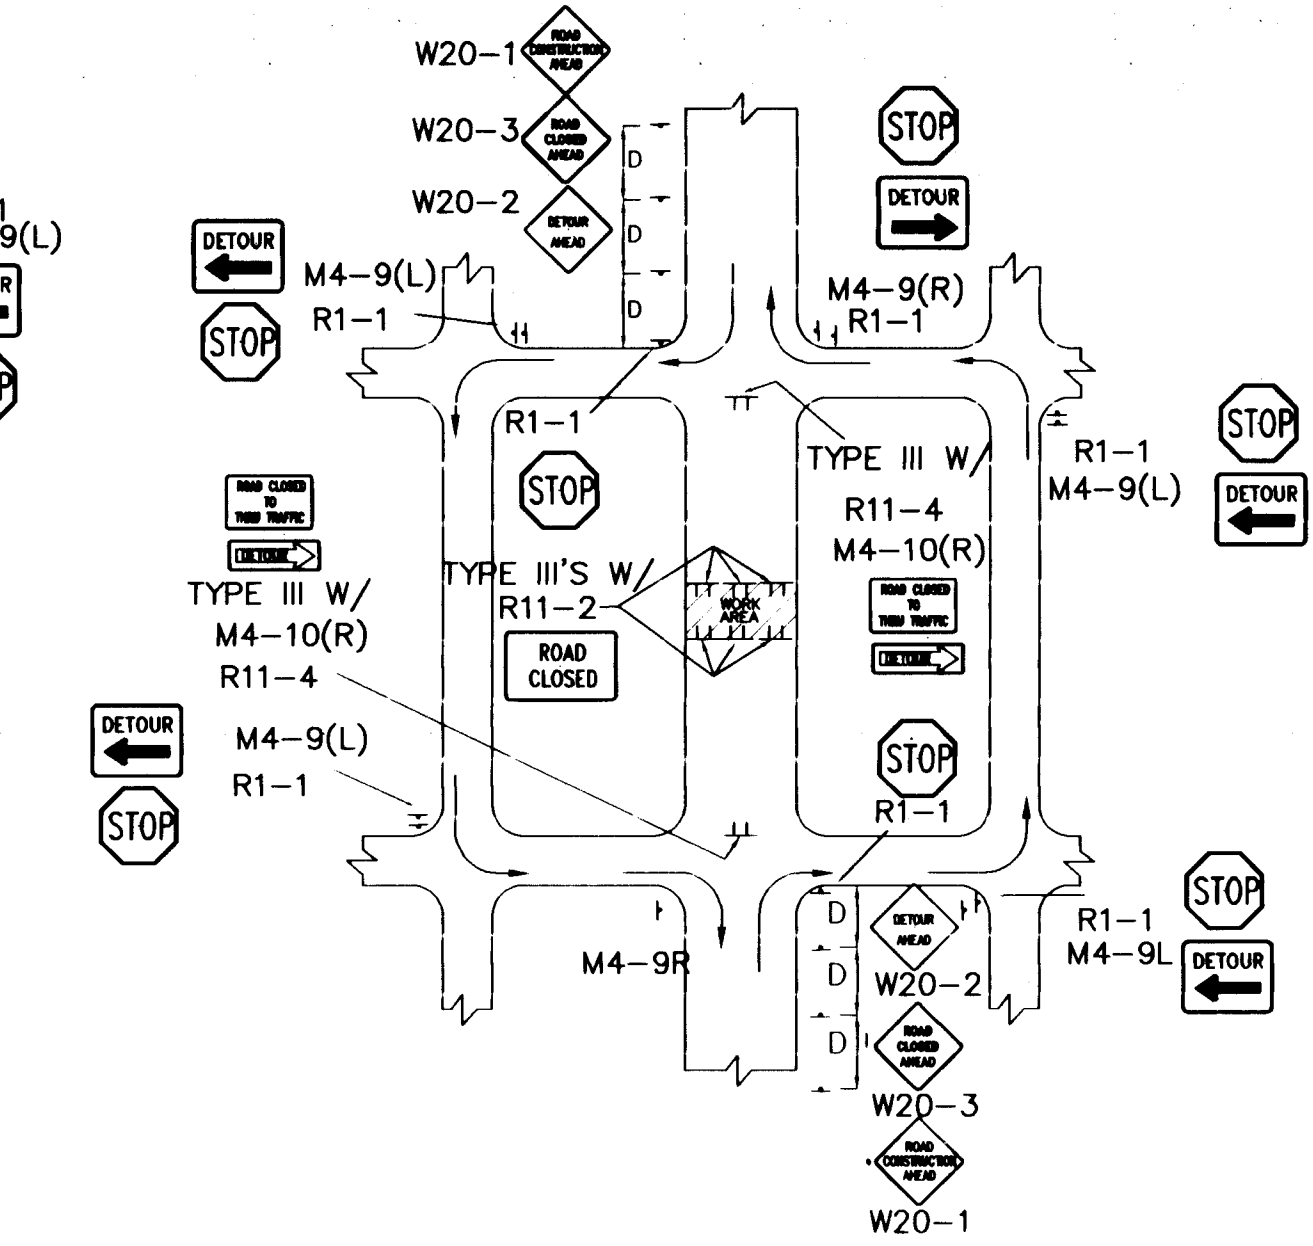 W20-1
ROAD
CONSTRUCTION
AHEAD
W20-3
ROAD
CLOSED
AHEAD
D
W20-2
DETOUR
AHEAD
D
D
STOP
DETOUR
1
9(L)
R
P
DETOUR
STOP
M4-9(L)
R1-1
M4-9(R)
R1-1
R1-1
STOP
TYPE III W/
R11-4
M4-10(R)
ROAD CLOSED
TO
THRU TRAFFIC
DETOUR
STOP
R1-1
M4-9(L)
DETOUR
ROAD CLOSED
TO
THRU TRAFFIC
DETOUR
TYPE III W/
M4-10(R)
R11-4
TYPE III'S W/
R11-2
ROAD
CLOSED
WORK
AREA
DETOUR
STOP
M4-9(L)
R1-1
STOP
R1-1
M4-9R
D
D
D
DETOUR
AHEAD
W20-2
ROAD
CLOSED
AHEAD
W20-3
ROAD
CONSTRUCTION
AHEAD
W20-1
STOP
R1-1
M4-9L
DETOUR